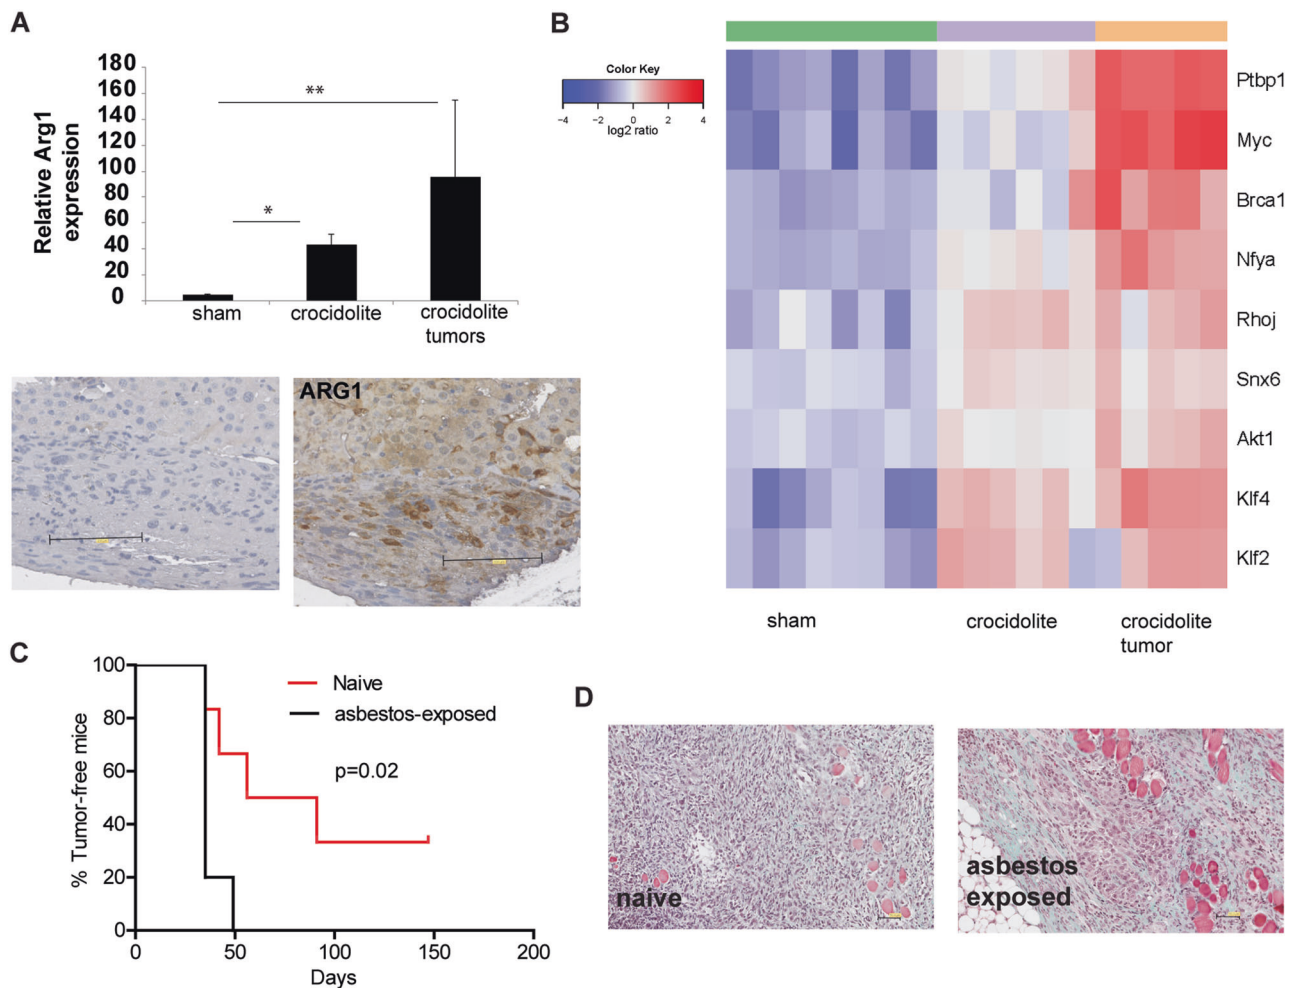 A
180
160
140
120
100
80
60
40
20
0
Relative Arg1
expression
**
*
sham
crocidolite
crocidolite
tumors
ARG1
B
Color Key
-4 -2 0 2 4
log2 ratio
Ptbp1
Myc
Brca1
Nfya
Rhoj
Snx6
Akt1
Klf4
Klf2
sham
crocidolite
crocidolite
tumor
C
100
80
60
40
20
0
% Tumor-free mice
Naive
asbestos-exposed
p=0.02
0 50 100 150 200
Days
D
naive
asbestos
exposed